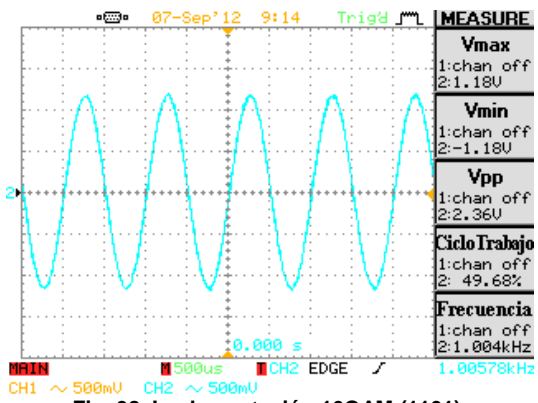 07-Sep'12 9:14 Trig'd MEASURE
Vmax
1:chan off
2:1.18V
Vmin
1:chan off
2:-1.18V
Vpp
1:chan off
2:2.36V
Ciclo Trabajo
1:chan off
2: 49.68%
Frecuencia
1:chan off
2:1.004kHz
2
0.000 s
MAIN M 500us T CH2 EDGE 1.00578kHz
CH1 ~ 500mV CH2 ~ 500mV